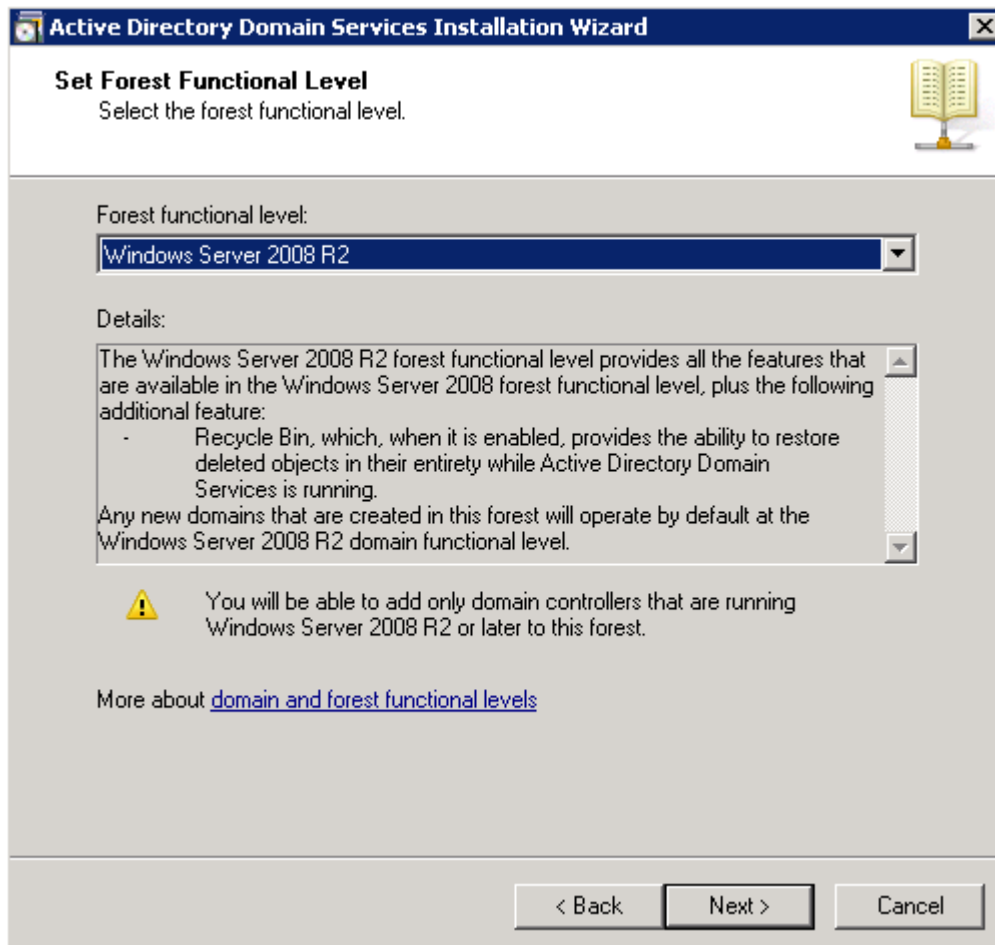 Active Directory Domain Services Installation Wizard
Set Forest Functional Level
Select the forest functional level.
Forest functional level:
Windows Server 2008 R2
Details:
The Windows Server 2008 R2 forest functional level provides all the features that
are available in the Windows Server 2008 forest functional level, plus the following
additional feature:
- Recycle Bin, which, when it is enabled, provides the ability to restore
deleted objects in their entirety while Active Directory Domain
Services is running.
Any new domains that are created in this forest will operate by default at the
Windows Server 2008 R2 domain functional level.
You will be able to add only domain controllers that are running
Windows Server 2008 R2 or later to this forest.
More about domain and forest functional levels
< Back Next > Cancel